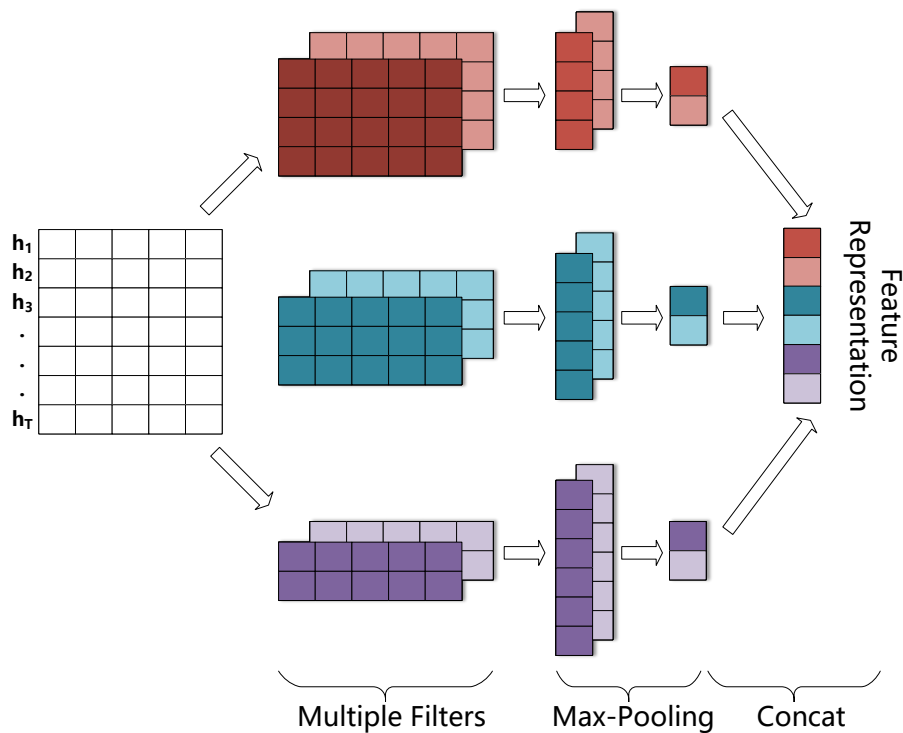 h1
h2
h3
.
.
.
hT
Feature
Representation
Multiple Filters
Max-Pooling
Concat